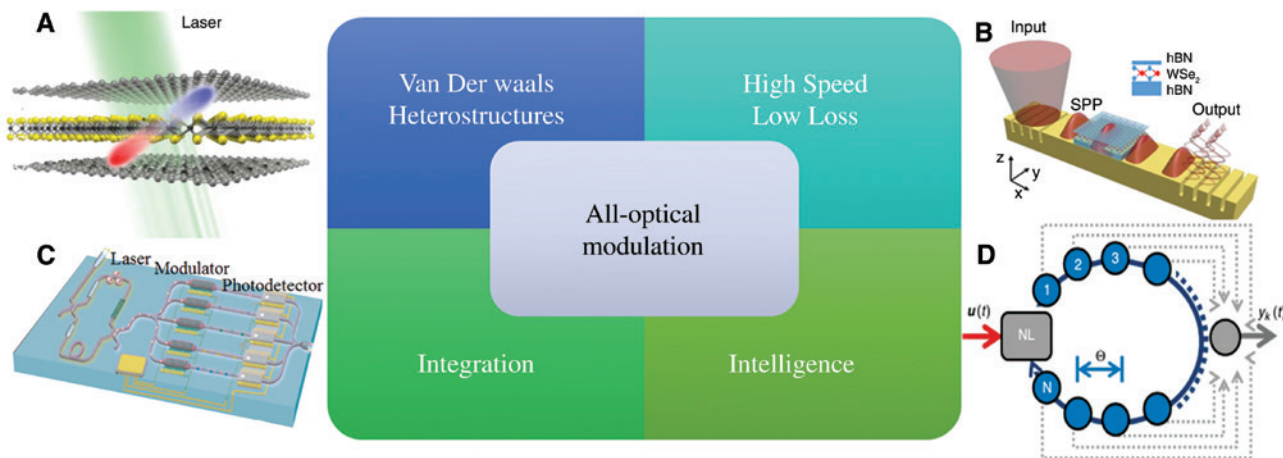 A
Laser
Van Der waals
Heterostructures
High Speed
Low Loss
B
Input
hBN
WSe₂
hBN
SPP
Output
z
y
x
All-optical
modulation
C
Laser
Modulator
Photodetector
Integration
Intelligence
D
1
2
3
u(t)
NL
yₖ(t)
Θ
N